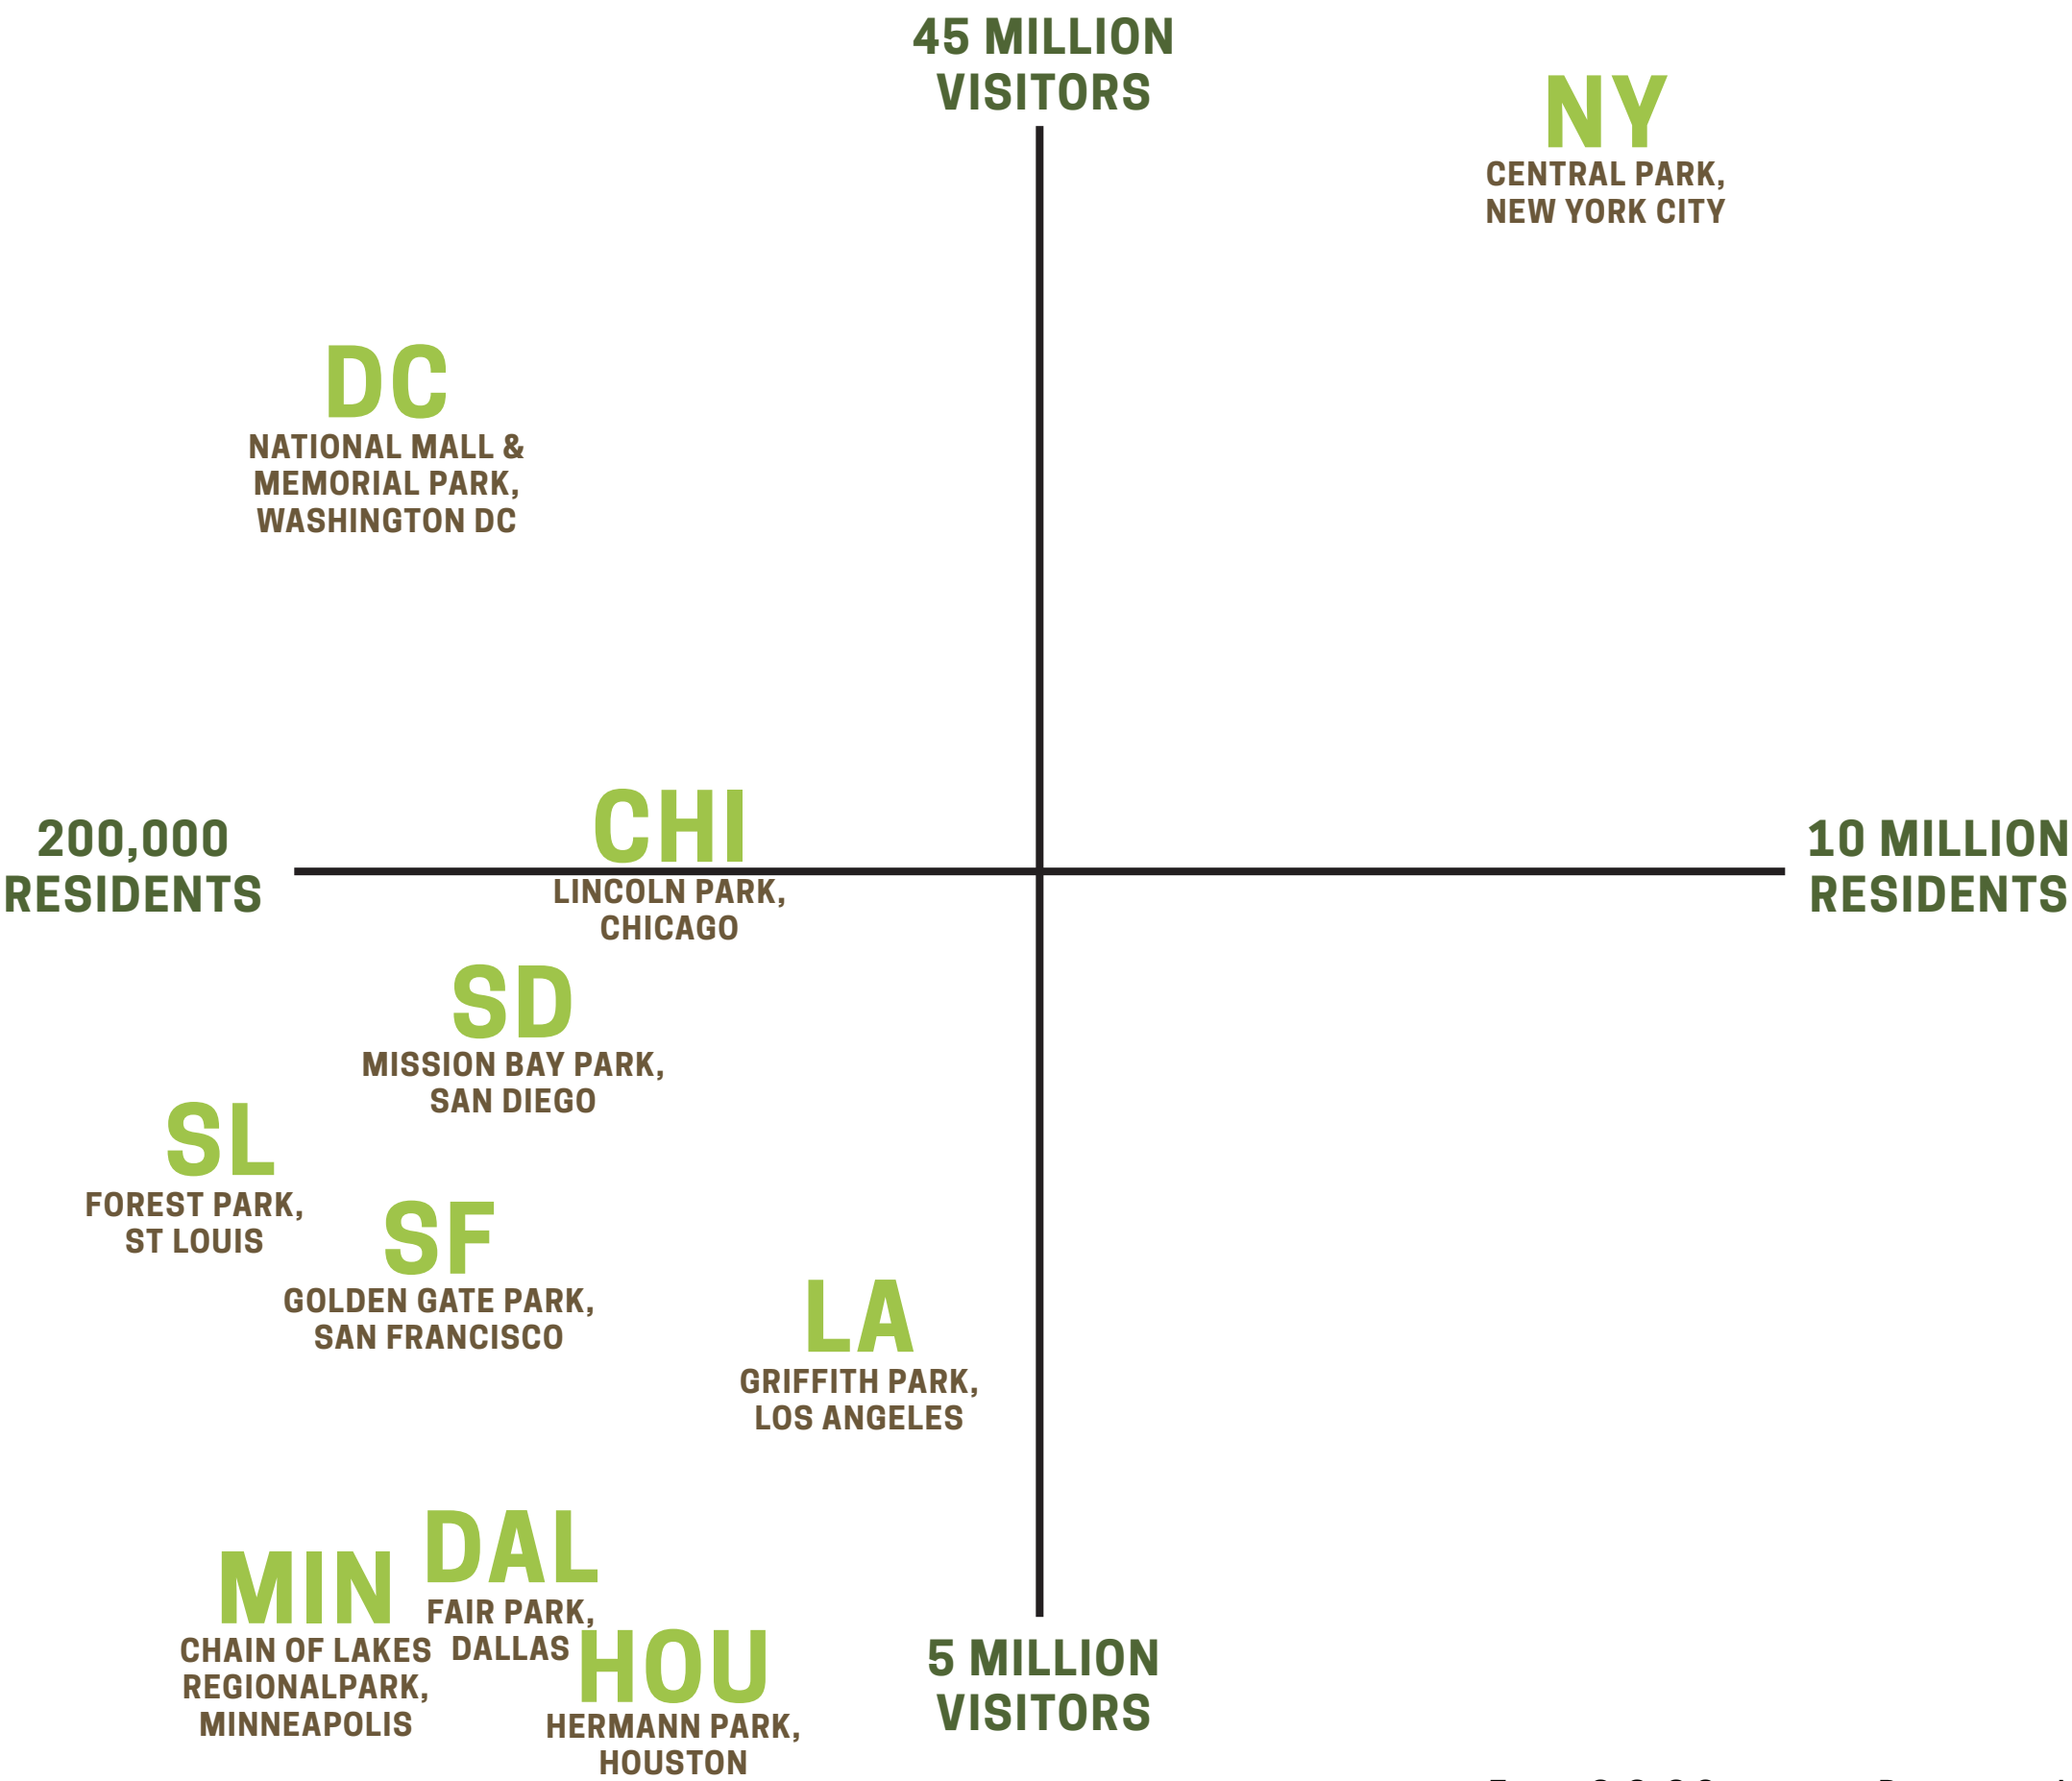 45 MILLION
VISITORS
NY
CENTRAL PARK,
NEW YORK CITY
DC
NATIONAL MALL &
MEMORIAL PARK,
WASHINGTON DC
200,000
RESIDENTS
CHI
LINCOLN PARK,
CHICAGO
10 MILLION
RESIDENTS
SD
MISSION BAY PARK,
SAN DIEGO
SL
FOREST PARK,
ST LOUIS
SF
GOLDEN GATE PARK,
SAN FRANCISCO
LA
GRIFFITH PARK,
LOS ANGELES
DAL
FAIR PARK,
DALLAS
MIN
CHAIN OF LAKES
REGIONALPARK,
MINNEAPOLIS
HOU
HERMANN PARK,
HOUSTON
5 MILLION
VISITORS